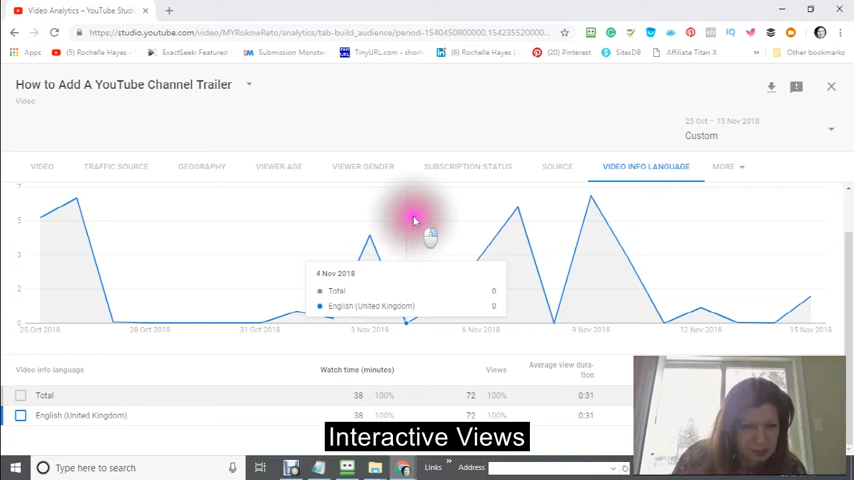 Video Analytics – YouTube Studi
https://studio.youtube.com/video/MYRokowReto/analytics/tab-build_audience/period-1540450800000,154235520000
Apps (5) Rochelle Hayes - ExactSeek: Featured Submission Monster TinyURL.com - short (6) Rochelle Hayes | L (20) Pinterest SitesDB Affiliate Titan X Other bookmarks
How to Add A YouTube Channel Trailer
Video
25 Oct – 15 Nov 2018
Custom
VIDEO TRAFFIC SOURCE GEOGRAPHY VIEWER AGE VIEWER GENDER SUBSCRIPTION STATUS SOURCE VIDEO INFO LANGUAGE MORE
7
5
3
2
0
4 Nov 2018
Total 0
English (United Kingdom) 0
25 Oct 2018 28 Oct 2018 31 Oct 2018 3 Nov 2018 6 Nov 2018 9 Nov 2018 12 Nov 2018 15 Nov 2018
Video info language Watch time (minutes) Views Average view dura-
tion
Total 38 100% 72 100% 0:31
English (United Kingdom) 38 100% 72 100% 0:31
Interactive Views
Type here to search Links » Address